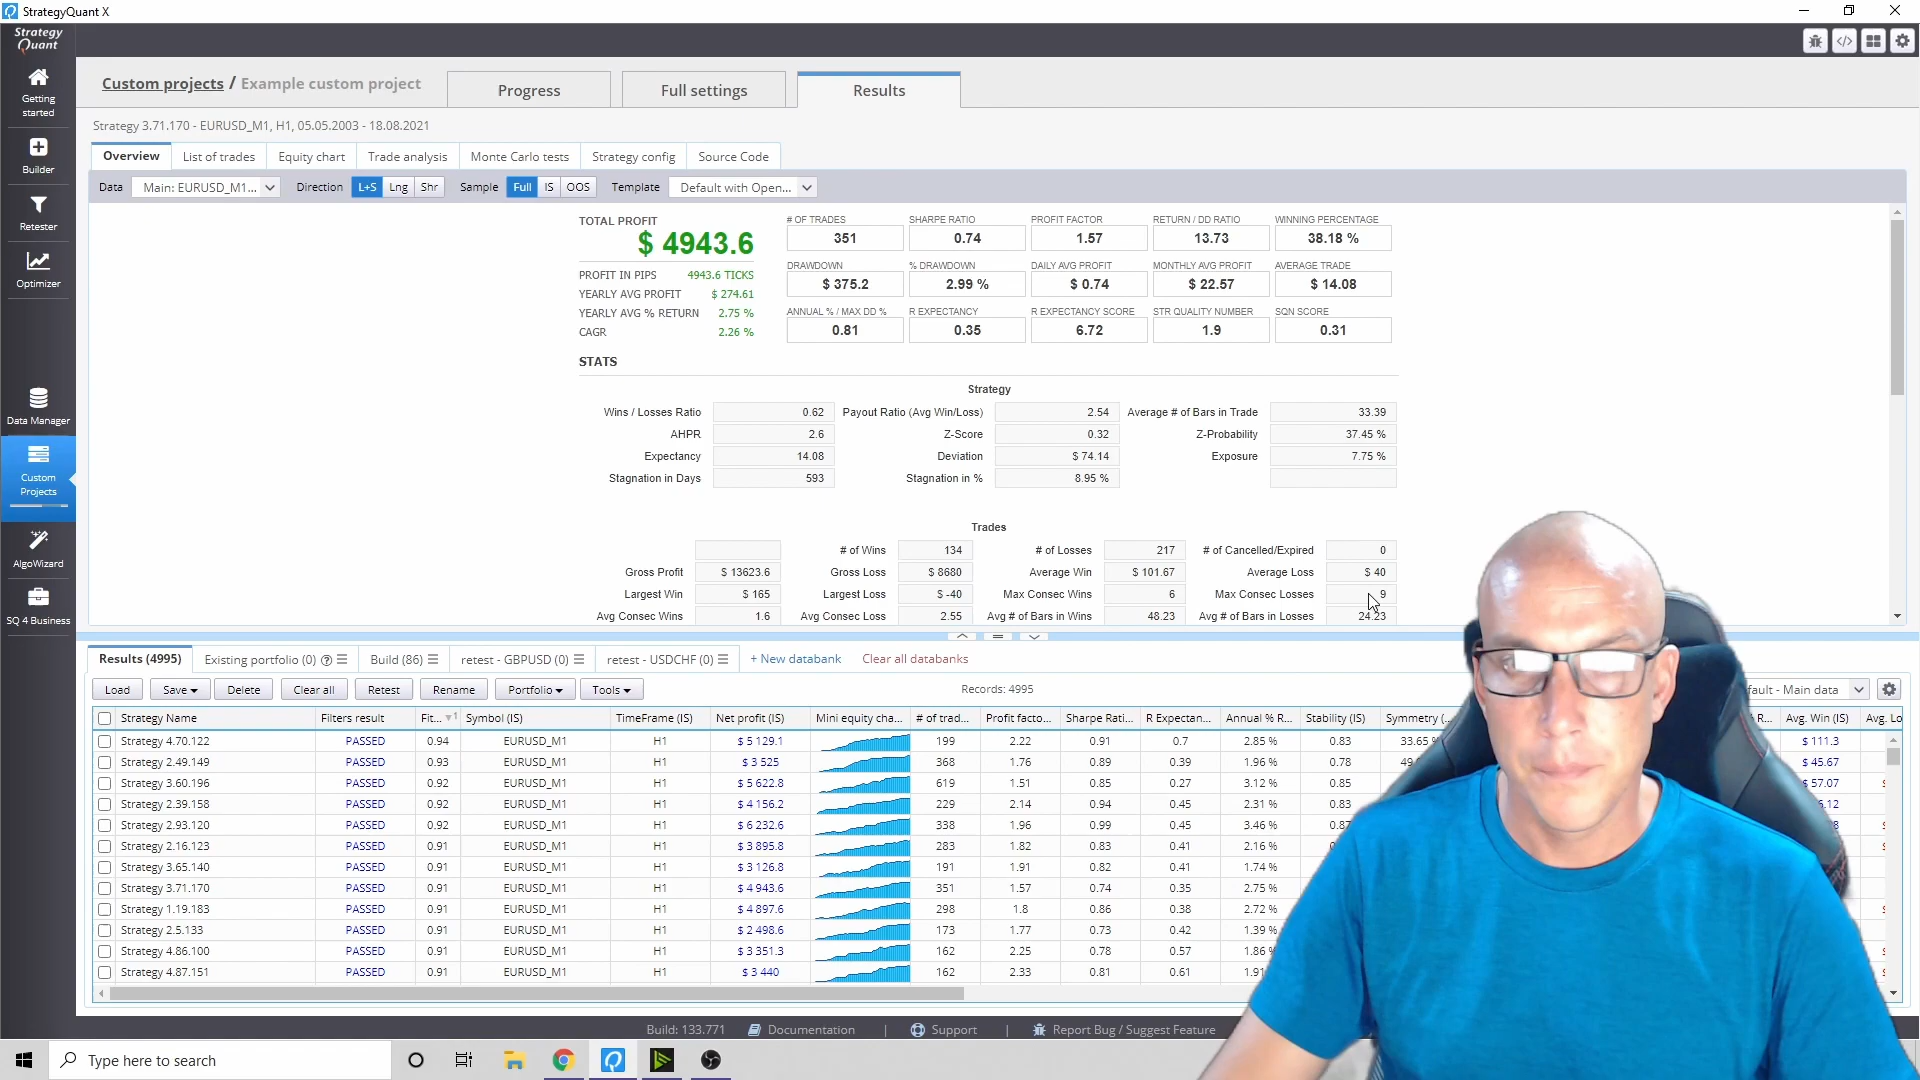 StrategyQuant X
Strategy
Quant
Custom projects / Example custom project
Progress
Full settings
Results
Getting
started
Builder
Retester
Optimizer
Data Manager
Custom
Projects
AlgoWizard
SQ 4 Business
Strategy 3.71.170 - EURUSD_M1, H1, 05.05.2003 - 18.08.2021
Overview List of trades Equity chart Trade analysis Monte Carlo tests Strategy config Source Code
Data Main: EURUSD_M1... Direction L+S Lng Shr Sample Full IS OOS Template Default with Open...
TOTAL PROFIT
$ 4943.6
PROFIT IN PIPS 4943.6 TICKS
YEARLY AVG PROFIT $ 274.61
YEARLY AVG % RETURN 2.75 %
CAGR 2.26 %
# OF TRADES SHARPE RATIO PROFIT FACTOR RETURN / DD RATIO WINNING PERCENTAGE
351 0.74 1.57 13.73 38.18 %
DRAWDOWN % DRAWDOWN DAILY AVG PROFIT MONTHLY AVG PROFIT AVERAGE TRADE
$ 375.2 2.99 % $ 0.74 $ 22.57 $ 14.08
ANNUAL % / MAX DD % R EXPECTANCY R EXPECTANCY SCORE STR QUALITY NUMBER SQN SCORE
0.81 0.35 6.72 1.9 0.31
STATS
Strategy
Wins / Losses Ratio 0.62 Payout Ratio (Avg Win/Loss) 2.54 Average # of Bars in Trade 33.39
AHPR 2.6 Z-Score 0.32 Z-Probability 37.45 %
Expectancy 14.08 Deviation $ 74.14 Exposure 7.75 %
Stagnation in Days 593 Stagnation in % 8.95 %
Trades
# of Wins 134 # of Losses 217 # of Cancelled/Expired 0
Gross Profit $ 13623.6 Gross Loss $ 8680 Average Win $ 101.67 Average Loss $ 40
Largest Win $ 165 Largest Loss $ -40 Max Consec Wins 6 Max Consec Losses 9
Avg Consec Wins 1.6 Avg Consec Loss 2.55 Avg # of Bars in Wins 48.23 Avg # of Bars in Losses 24.23
Results (4995) Existing portfolio (0) Build (86) retest - GBPUSD (0) retest - USDCHF (0) + New databank Clear all databanks
Load Save Delete Clear all Retest Rename Portfolio Tools Records: 4995 fault - Main data
Strategy Name Filters result Fit... 1 Symbol (IS) TimeFrame (IS) Net profit (IS) Mini equity cha... # of trad... Profit facto... Sharpe Rati... R Expectan... Annual % R... Stability (IS) Symmetry (... R... Avg. Win (IS) Avg. Lo
Strategy 4.70.122 PASSED 0.94 EURUSD_M1 H1 $ 5 129.1 199 2.22 0.91 0.7 2.85 % 0.83 33.65 % $ 111.3
Strategy 2.49.149 PASSED 0.93 EURUSD_M1 H1 $ 3 525 368 1.76 0.89 0.39 1.96 % 0.78 $ 45.67
Strategy 3.60.196 PASSED 0.92 EURUSD_M1 H1 $ 5 622.8 619 1.51 0.85 0.27 3.12 % 0.85 $ 57.07
Strategy 2.39.158 PASSED 0.92 EURUSD_M1 H1 $ 4 156.2 229 2.14 0.94 0.45 2.31 % 0.83
Strategy 2.93.120 PASSED 0.92 EURUSD_M1 H1 $ 6 232.6 338 1.96 0.99 0.45 3.46 % 0.87
Strategy 2.16.123 PASSED 0.91 EURUSD_M1 H1 $ 3 895.8 283 1.82 0.83 0.41 2.16 %
Strategy 3.65.140 PASSED 0.91 EURUSD_M1 H1 $ 3 126.8 191 1.91 0.82 0.41 1.74 %
Strategy 3.71.170 PASSED 0.91 EURUSD_M1 H1 $ 4 943.6 351 1.57 0.74 0.35 2.75 %
Strategy 1.19.183 PASSED 0.91 EURUSD_M1 H1 $ 4 897.6 298 1.8 0.86 0.38 2.72 %
Strategy 2.5.133 PASSED 0.91 EURUSD_M1 H1 $ 2 498.6 173 1.77 0.73 0.42 1.39 %
Strategy 4.86.100 PASSED 0.91 EURUSD_M1 H1 $ 3 351.3 162 2.25 0.78 0.57 1.86 %
Strategy 4.87.151 PASSED 0.91 EURUSD_M1 H1 $ 3 440 162 2.33 0.81 0.61
Build: 133.771 Documentation | Support | Report Bug / Suggest Feature
Type here to search